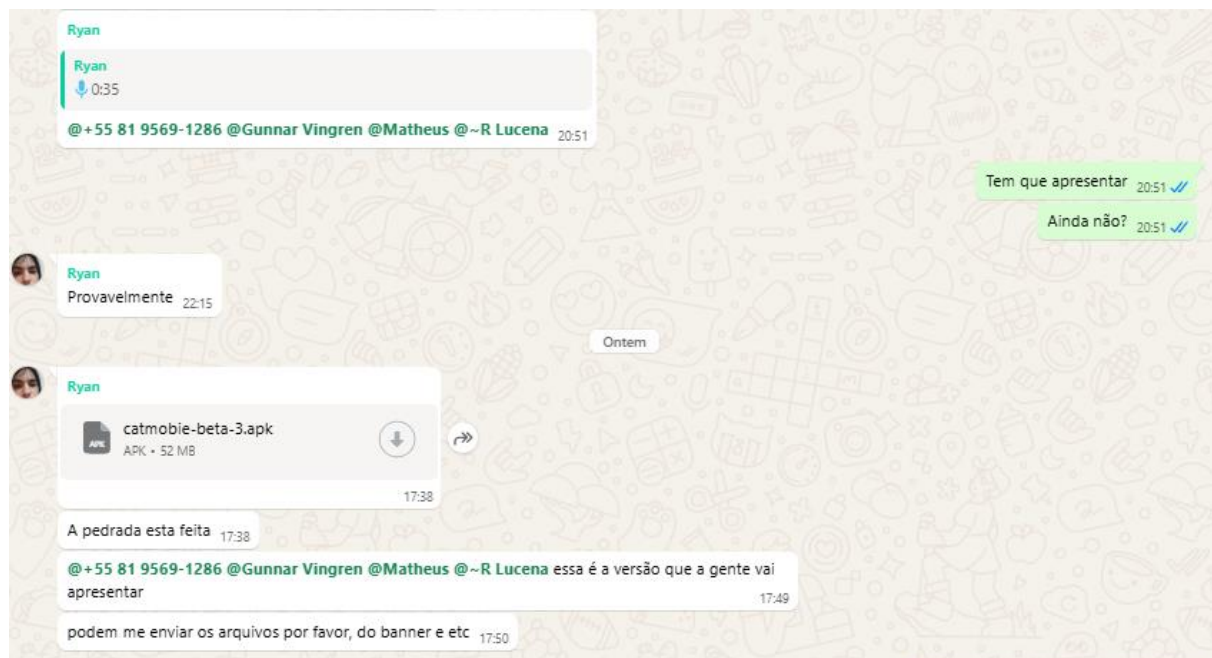 Ryan
Ryan
0:35
@+55 81 9569-1286 @Gunnar Vingren @Matheus @~R Lucena 20:51
Tem que apresentar 20:51
Ainda não? 20:51
Ryan
Provavelmente 22:15
Ontem
Ryan
catmobie-beta-3.apk
APK
APK • 52 MB
17:38
A pedrada esta feita 17:38
@+55 81 9569-1286 @Gunnar Vingren @Matheus @~R Lucena essa é a versão que a gente vai
apresentar 17:49
podem me enviar os arquivos por favor, do banner e etc 17:50